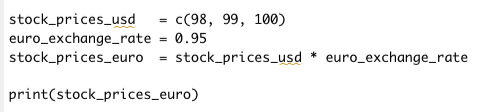 stock_prices_usd   = c(98, 99, 100)
euro_exchange_rate = 0.95
stock_prices_euro  = stock_prices_usd * euro_exchange_rate

print(stock_prices_euro)